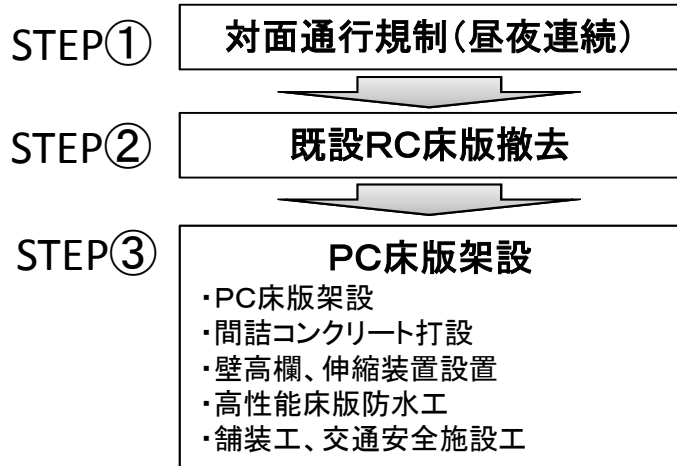 STEP① 対面通行規制(昼夜連続)
STEP② 既設RC床版撤去
STEP③ PC床版架設
・PC床版架設
・間詰コンクリート打設
・壁高欄、伸縮装置設置
・高性能床版防水工
・舗装工、交通安全施設工